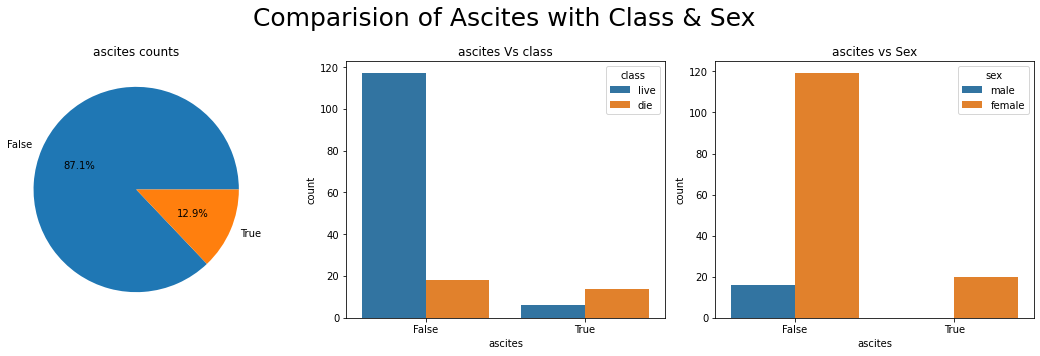 Comparision of Ascites with Class & Sex
ascites counts
False
87.1%
12.9%
True
ascites Vs class
class
live
die
count
120
100
80
60
40
20
0
False
True
ascites
ascites vs Sex
sex
male
female
count
120
100
80
60
40
20
0
False
True
ascites